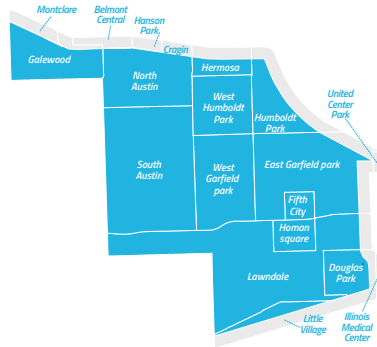 Montclare
Belmont
Central
Hanson
Park
Cragin
Galewood
North
Austin
Hermosa
West
Humboldt
Park
Humboldt
Park
United
Center
Park
South
Austin
West
Garfield
park
East Garfield park
Fifth
City
Homan
square
Lawndale
Douglas
Park
Little
Village
Illinois
Medical
Center